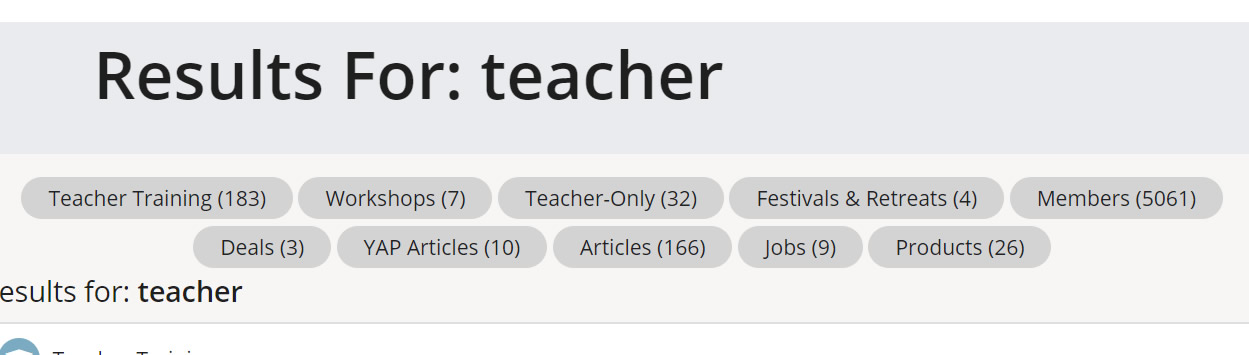 Results For: teacher
Teacher Training (183) Workshops (7) Teacher-Only (32) Festivals & Retreats (4) Members (5061)
Deals (3) YAP Articles (10) Articles (166) Jobs (9) Products (26)
esults for: teacher